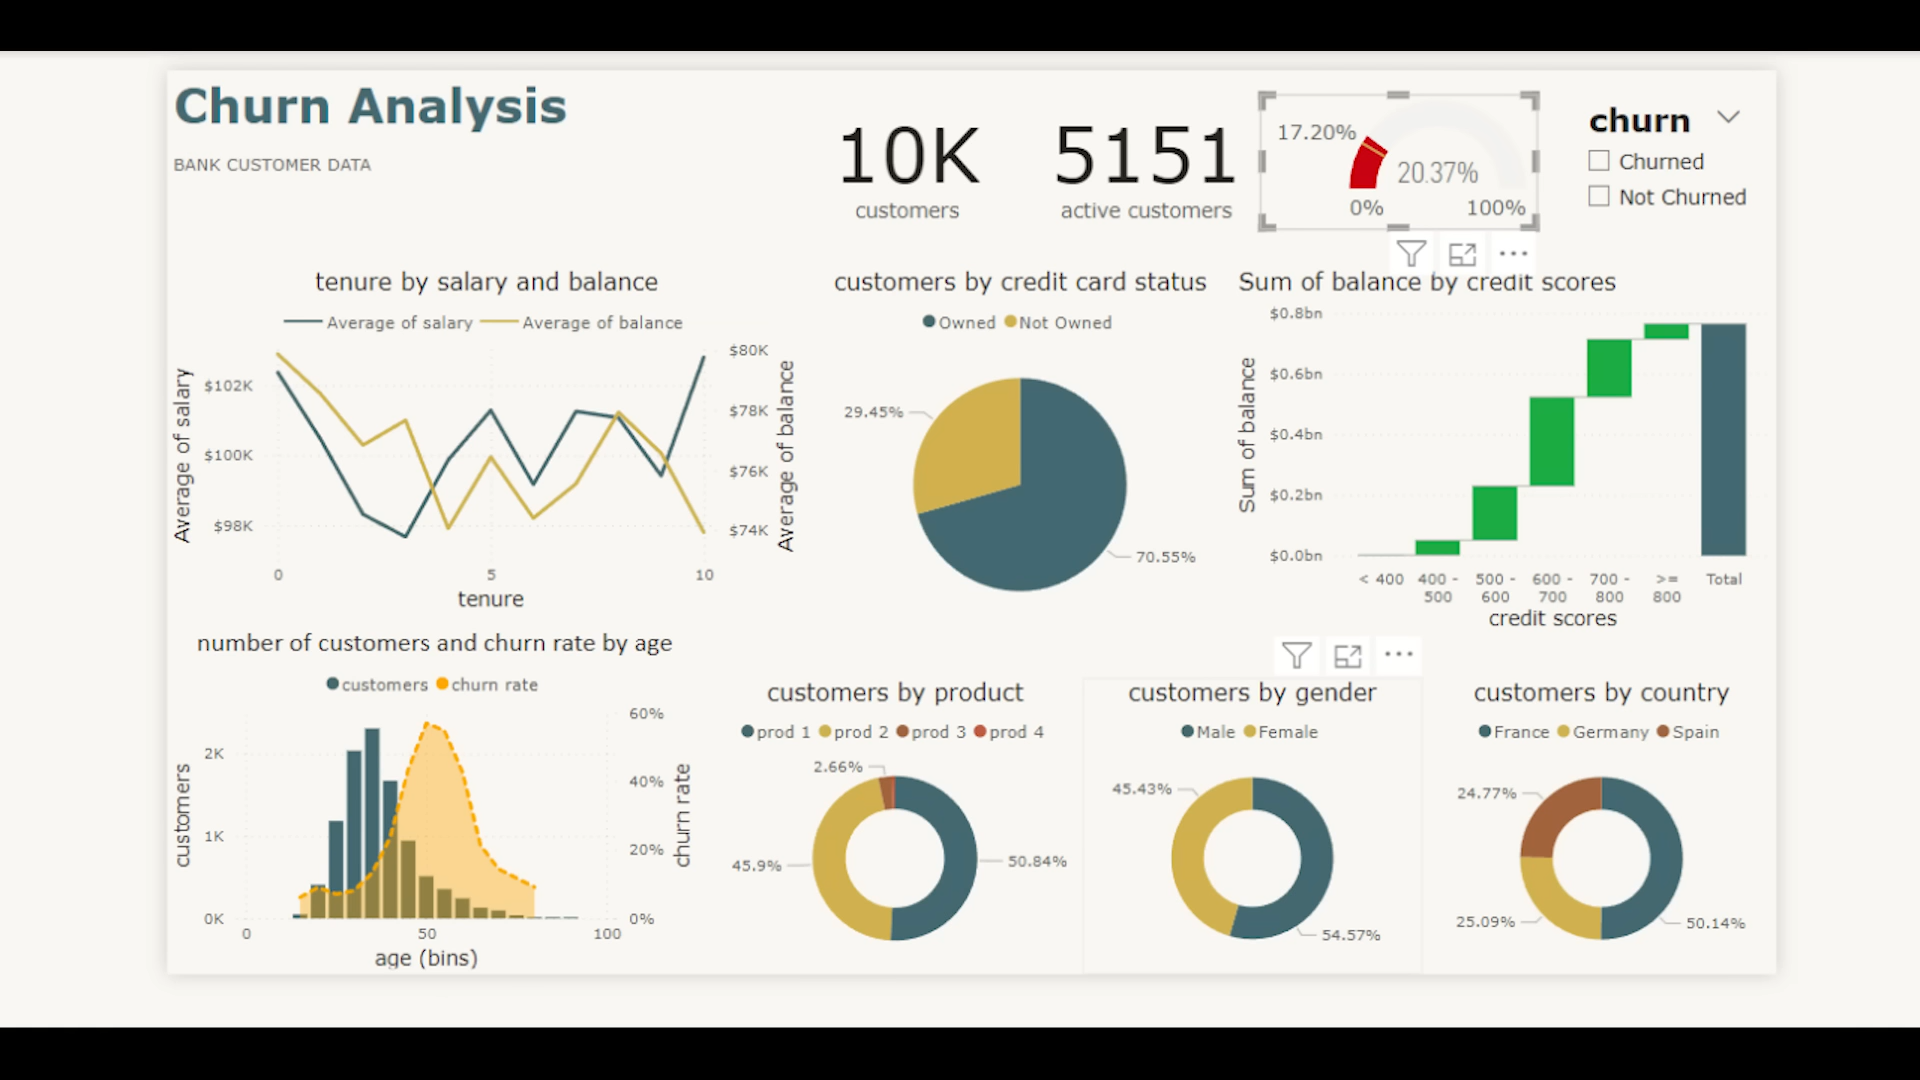 Churn Analysis
BANK CUSTOMER DATA
10K
customers
5151
active customers
17.20%
20.37%
0%
100%
churn
Churned
Not Churned
tenure by salary and balance
Average of salary
Average of balance
Average of salary
$102K
$100K
$98K
$80K
$78K
$76K
$74K
Average of balance
0
5
10
tenure
customers by credit card status
Owned
Not Owned
29.45%
70.55%
Sum of balance by credit scores
Sum of balance
$0.8bn
$0.6bn
$0.4bn
$0.2bn
$0.0bn
< 400
400 -
500
500 -
600
600 -
700
700 -
800
>=
800
Total
credit scores
number of customers and churn rate by age
customers
churn rate
customers
2K
1K
0K
60%
40%
20%
0%
churn rate
0
50
100
age (bins)
customers by product
prod 1
prod 2
prod 3
prod 4
2.66%
45.9%
50.84%
customers by gender
Male
Female
45.43%
54.57%
customers by country
France
Germany
Spain
24.77%
25.09%
50.14%